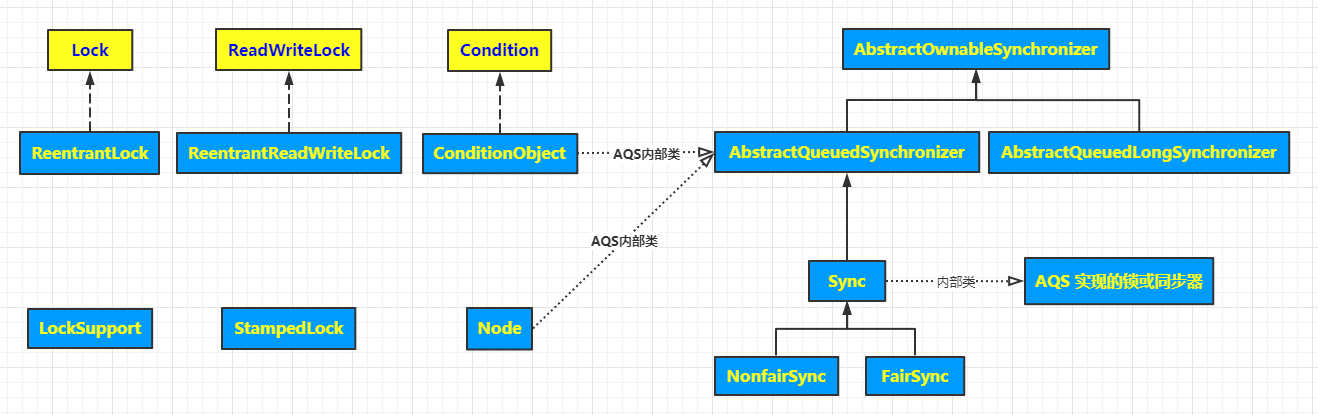 Lock
ReadWriteLock
Condition
AbstractOwnableSynchronizer
ReentrantLock
ReentrantReadWriteLock
ConditionObject
AQS内部类
AbstractQueuedSynchronizer
AbstractQueuedLongSynchronizer
AQS内部类
Sync
内部类
AQS 实现的锁或同步器
LockSupport
StampedLock
Node
NonfairSync
FairSync